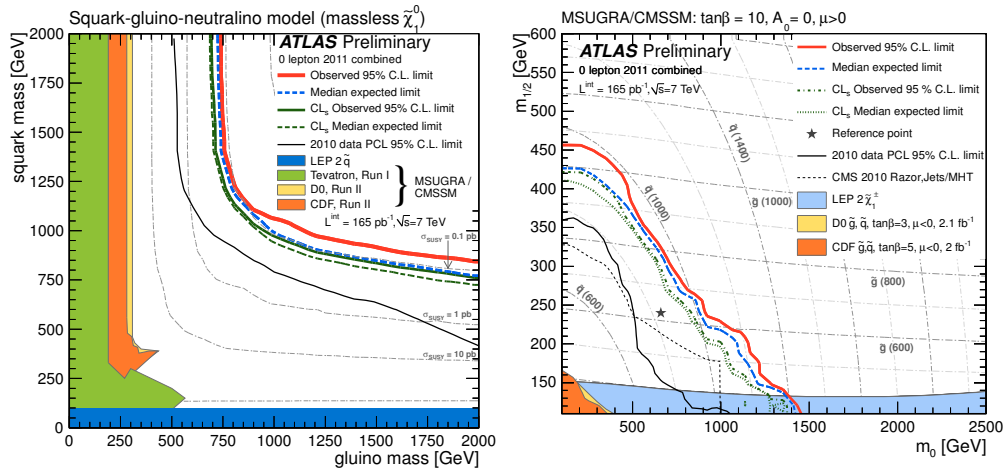 Squark-gluino-neutralino model (massless χ̃₁⁰)
squark mass [GeV]
2000
1750
1500
1250
1000
750
500
250
0
ATLAS Preliminary
0 lepton 2011 combined
Observed 95% C.L. limit
Median expected limit
CLₛ Observed 95% C.L. limit
CLₛ Median expected limit
2010 data PCL 95% C.L. limit
LEP 2 q̃
Tevatron, Run I
D0, Run II
CDF, Run II
MSUGRA /
CMSSM
Lⁱⁿᵗ = 165 pb⁻¹,√s=7 TeV
σ_SUSY = 0.1 pb
σ_SUSY = 1 pb
σ_SUSY = 10 pb
0 250 500 750 1000 1250 1500 1750 2000
gluino mass [GeV]
MSUGRA/CMSSM: tanβ = 10, A₀= 0, μ>0
m₁/₂ [GeV]
600
550
500
450
400
350
300
250
200
150
ATLAS Preliminary
0 lepton 2011 combined
Lⁱⁿᵗ = 165 pb⁻¹,√s=7 TeV
Observed 95% C.L. limit
Median expected limit
CLₛ Observed 95% C.L. limit
CLₛ Median expected limit
Reference point
2010 data PCL 95% C.L. limit
CMS 2010 Razor,Jets/MHT
LEP 2 χ̃₁±
D0 g̃, q̃, tanβ=3, μ<0, 2.1 fb⁻¹
CDF g̃,q̃, tanβ=5, μ<0, 2 fb⁻¹
q̃ (1400)
q̃ (1000)
g̃ (1000)
g̃ (800)
q̃ (600)
g̃ (600)
500 1000 1500 2000 2500
m₀ [GeV]